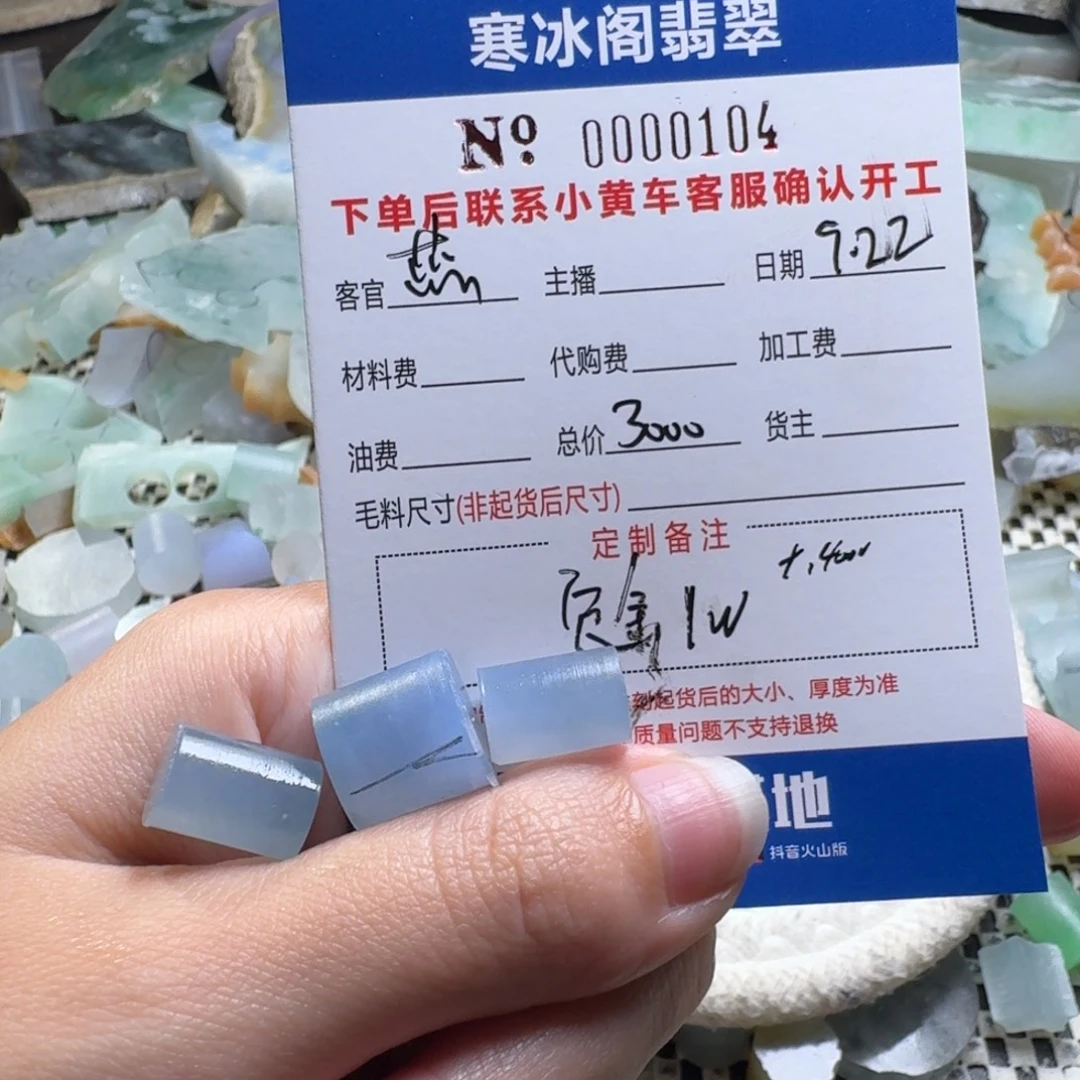 寒冰阁翡翠
Nº: 0000104
下单后联系小黄车客服确认开工
客官 主播 日期 9.22
材料费 代购费 加工费
油费 总价 3000 货主
毛料尺寸(非起货后尺寸)
定制备注
1W
刻起货后的大小、厚度为准
质量问题不支持退换
地
抖音火山版